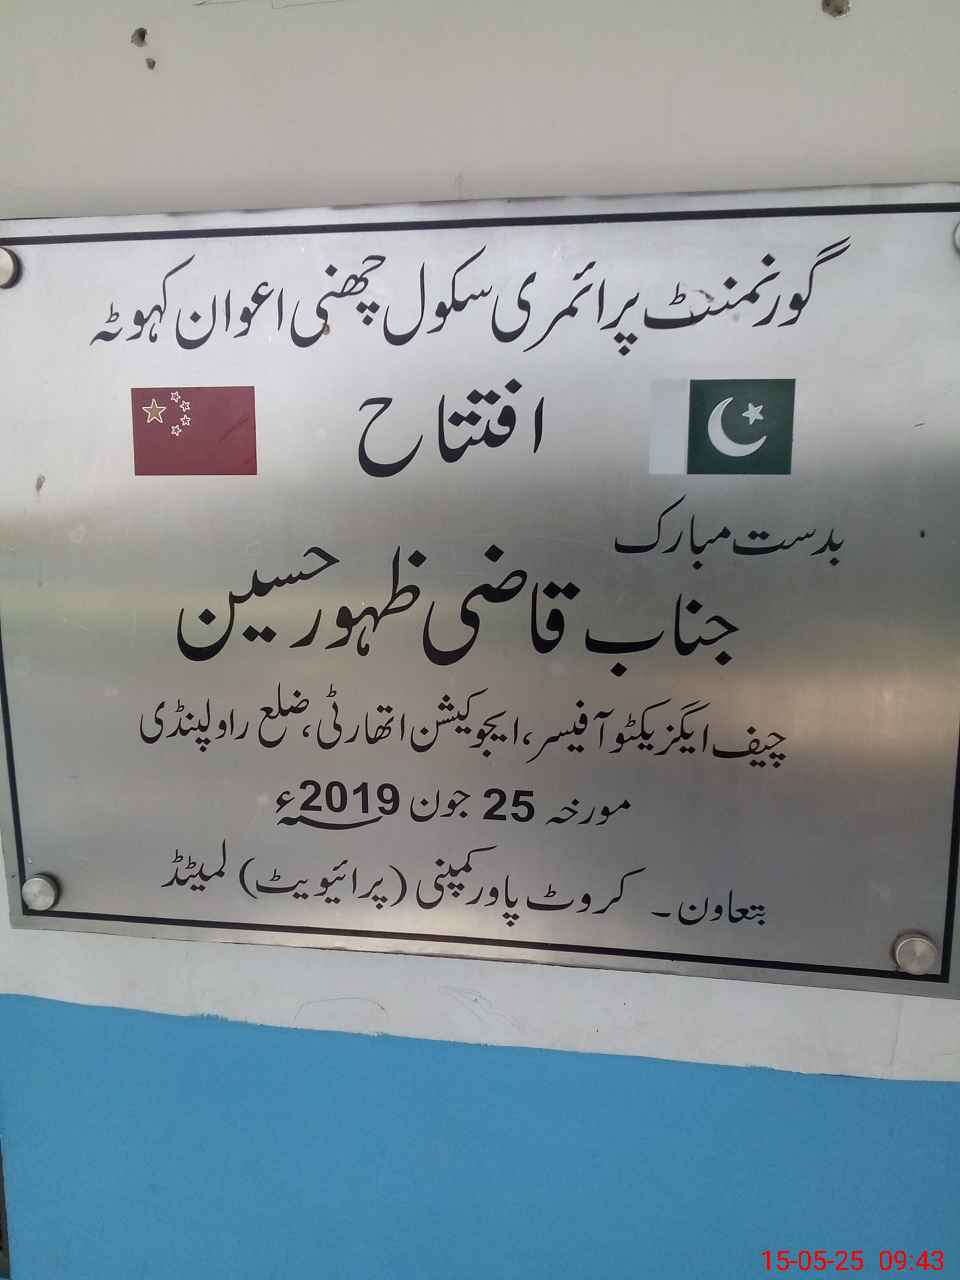 گورنمنٹ پرائمری سکول چھنی اعوان کہوٹہ
افتتاح
بدست مبارک
جناب قاضی ظہور حسین
چیف ایگزیکٹو آفیسر، ایجوکیشن اتھارٹی، ضلع راولپنڈی
مورخہ 25 جون 2019ء
بتعاون۔ کروٹ پاور کمپنی (پرائیویٹ) لمیٹڈ
15-05-25 09:43